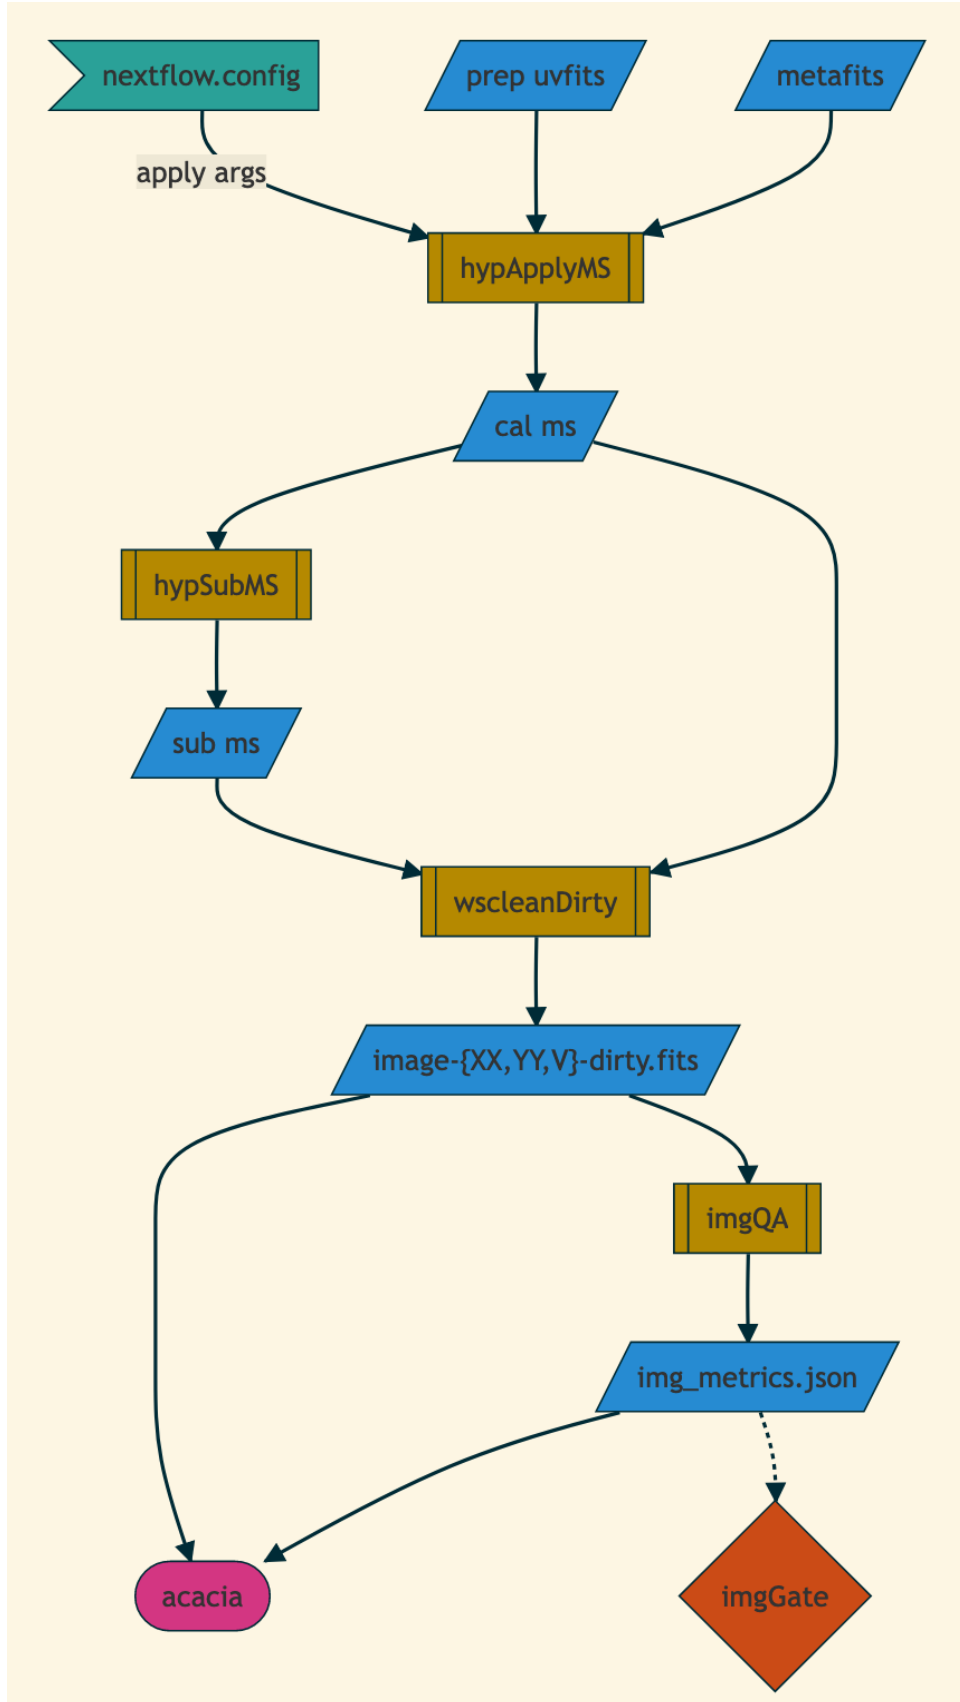 nextflow.config
prep uvfits
metafits
apply args
hypApplyMS
cal ms
hypSubMS
sub ms
wscleanDirty
image-{XX,YY,V}-dirty.fits
imgQA
img_metrics.json
acacia
imgGate